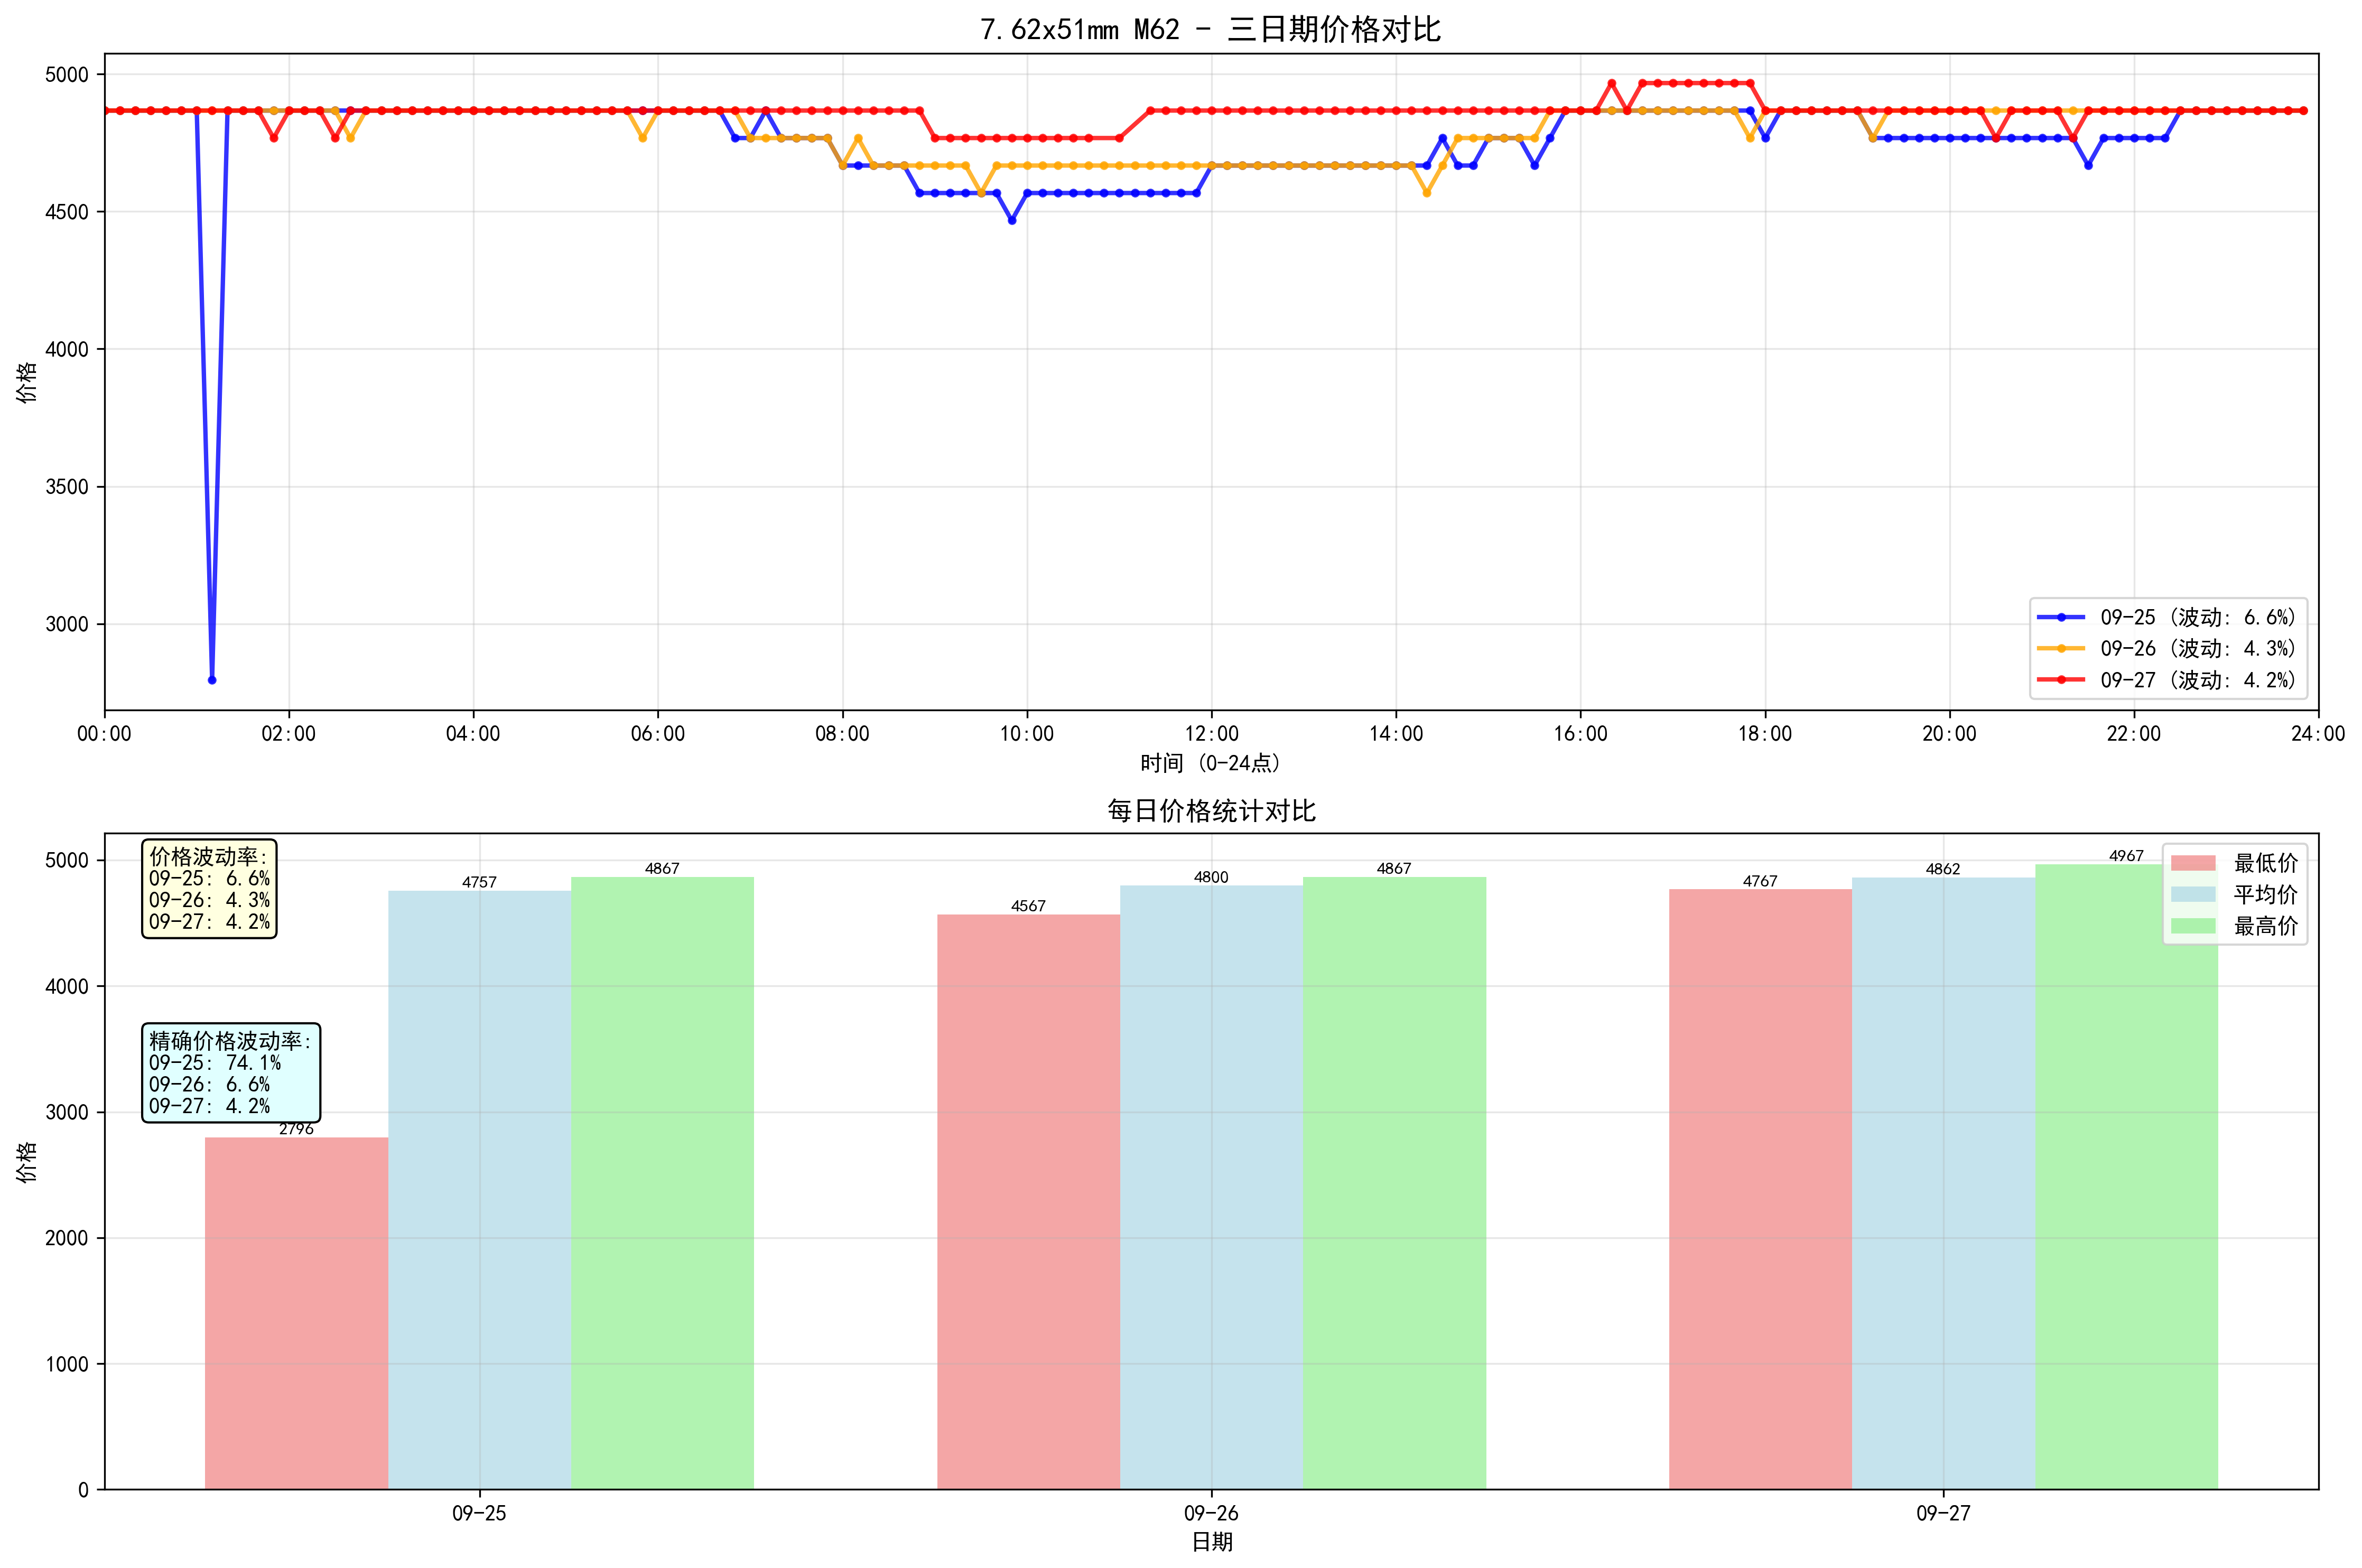 7.62x51mm M62 - 三日期价格对比
5000
4500
4000
3500
3000
价格
09-25 (波动: 6.6%)
09-26 (波动: 4.3%)
09-27 (波动: 4.2%)
00:00 02:00 04:00 06:00 08:00 10:00 12:00 14:00 16:00 18:00 20:00 22:00 24:00
时间 (0-24点)
每日价格统计对比
价格波动率:
09-25: 6.6%
09-26: 4.3%
09-27: 4.2%
精确价格波动率:
09-25: 74.1%
09-26: 6.6%
09-27: 4.2%
2796 4757 4867 4567 4800 4867 4767 4862 4967
最低价
平均价
最高价
5000
4000
3000
2000
1000
0
价格
09-25 09-26 09-27
日期